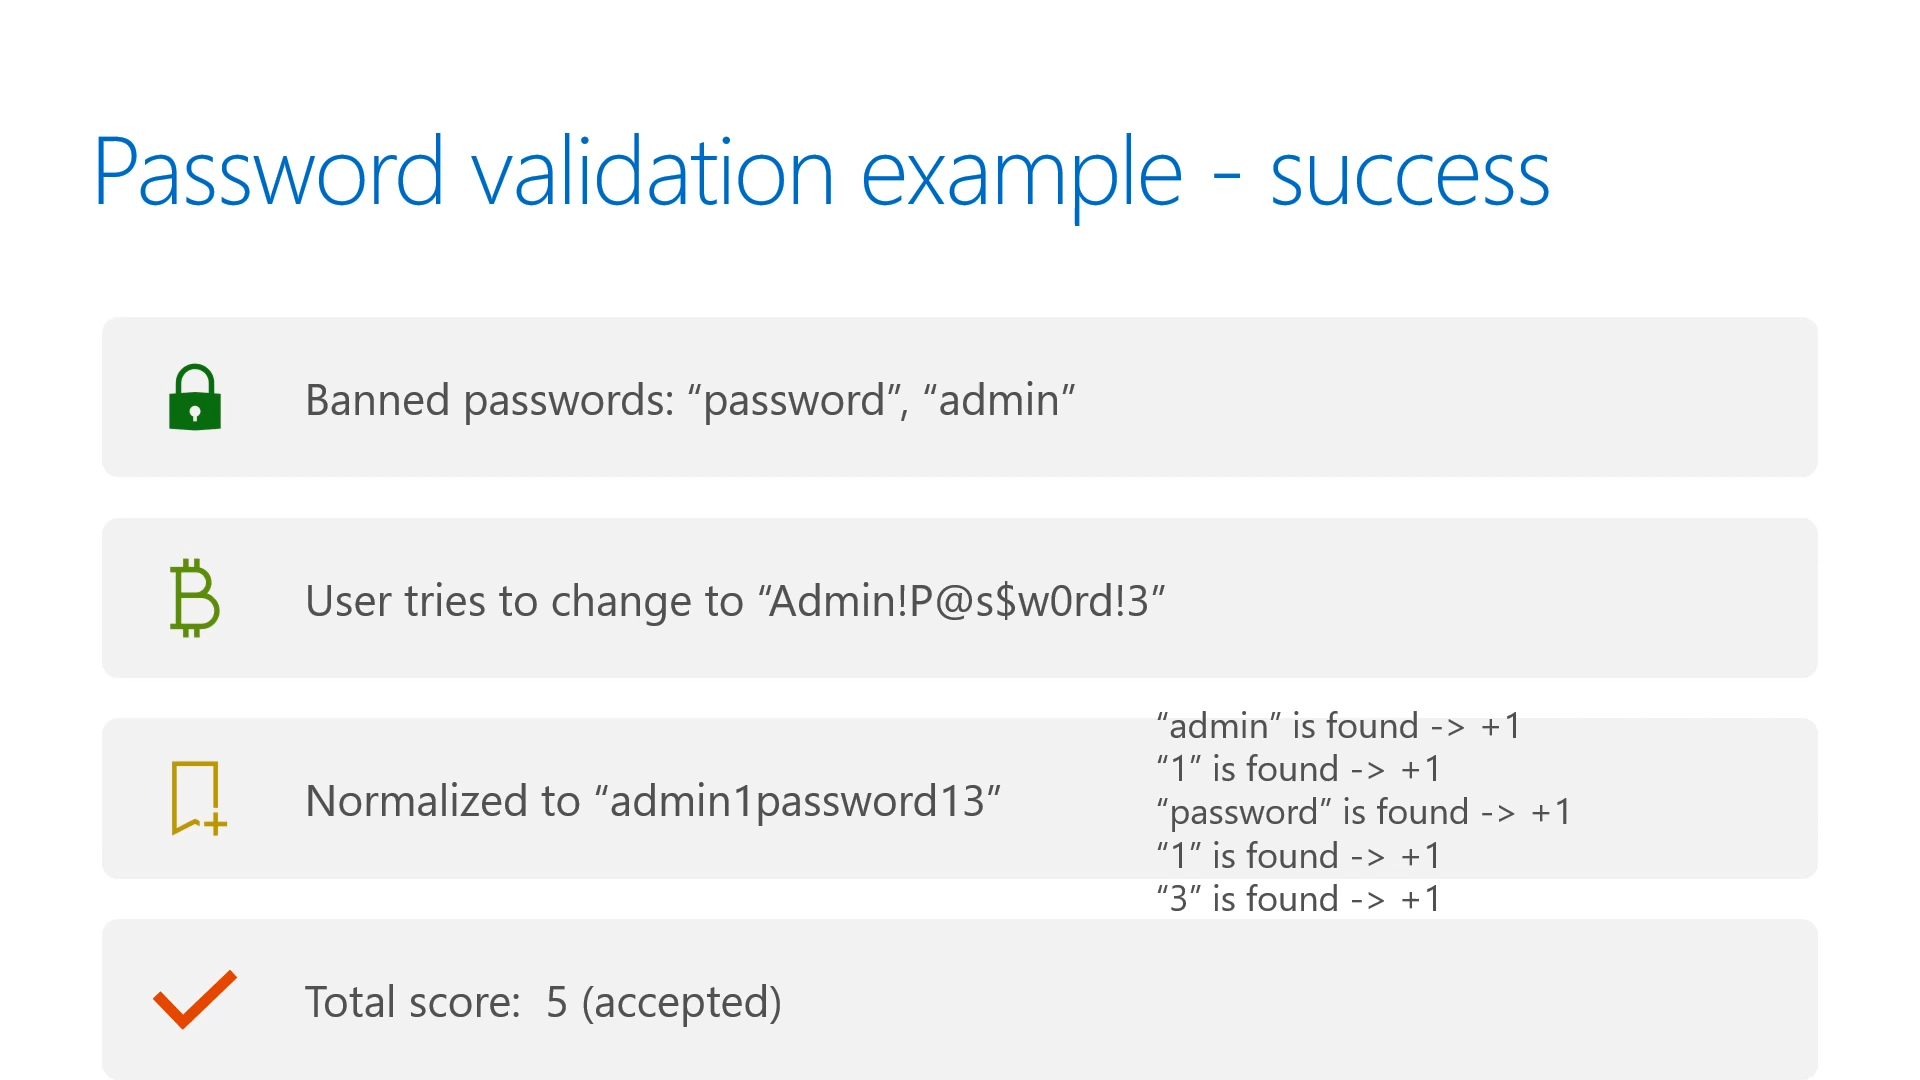 Password validation example - success
Banned passwords: “password”, “admin”
User tries to change to “Admin!P@s$w0rd!3”
Normalized to “admin1password13”
“admin” is found -> +1
“1” is found -> +1
“password” is found -> +1
“1” is found -> +1
“3” is found -> +1
Total score:  5 (accepted)